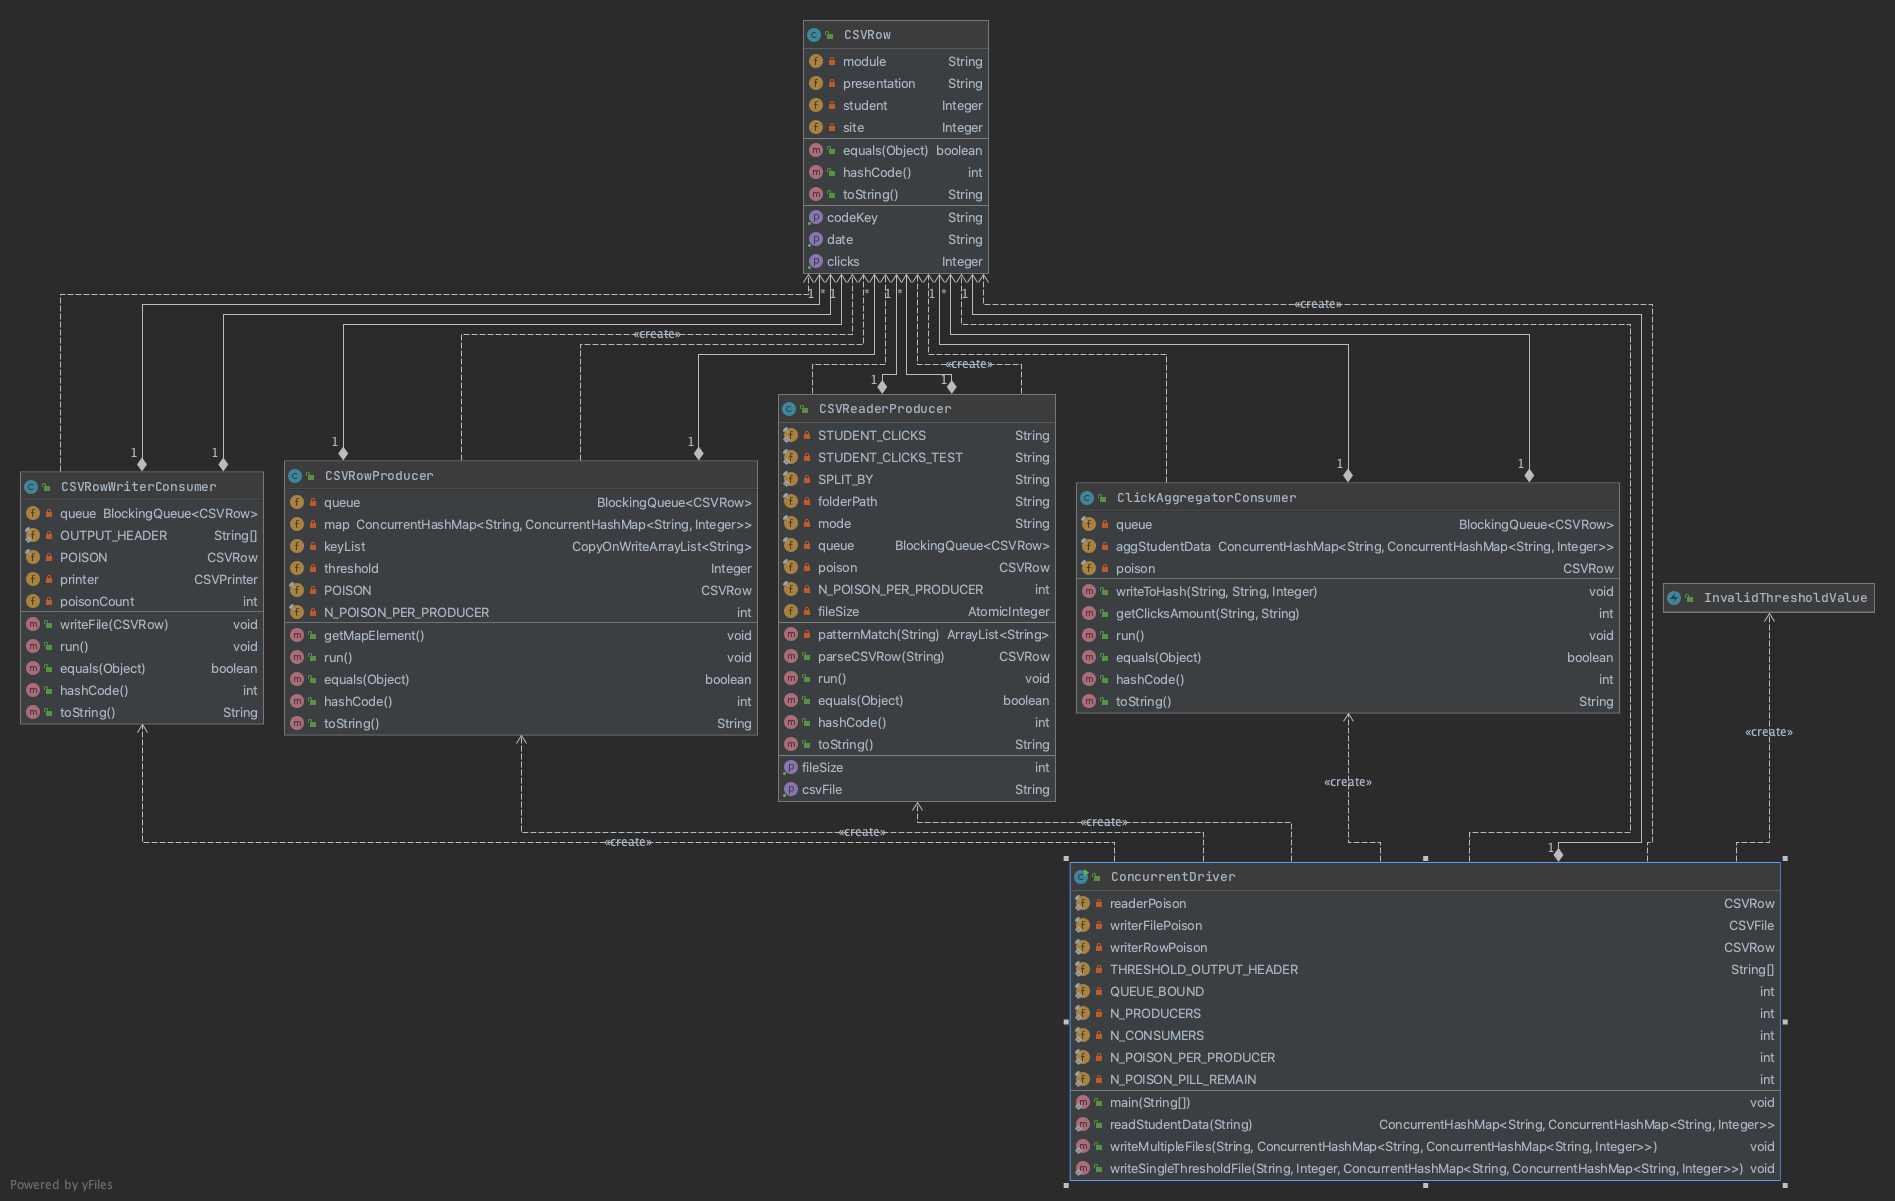 CSVRow
module String
presentation String
student Integer
site Integer
equals(Object) boolean
hashCode() int
toString() String
codeKey String
date String
clicks Integer
1 * 1 * 1 * 1 * 1
«create»
«create»
«create»
1 1
1 1
1 1
1 1
CSVRowWriterConsumer
queue BlockingQueue<CSVRow>
OUTPUT_HEADER String[]
POISON CSVRow
printer CSVPrinter
poisonCount int
writeFile(CSVRow) void
run() void
equals(Object) boolean
hashCode() int
toString() String
CSVRowProducer
queue BlockingQueue<CSVRow>
map ConcurrentHashMap<String, ConcurrentHashMap<String, Integer>>
keyList CopyOnWriteArrayList<String>
threshold Integer
POISON CSVRow
N_POISON_PER_PRODUCER int
getMapElement() void
run() void
equals(Object) boolean
hashCode() int
toString() String
CSVReaderProducer
STUDENT_CLICKS String
STUDENT_CLICKS_TEST String
SPLIT_BY String
folderPath String
mode String
queue BlockingQueue<CSVRow>
poison CSVRow
N_POISON_PER_PRODUCER int
fileSize AtomicInteger
patternMatch(String) ArrayList<String>
parseCSVRow(String) CSVRow
run() void
equals(Object) boolean
hashCode() int
toString() String
fileSize int
csvFile String
ClickAggregatorConsumer
queue BlockingQueue<CSVRow>
aggStudentData ConcurrentHashMap<String, ConcurrentHashMap<String, Integer>>
poison CSVRow
writeToHash(String, String, Integer) void
getClicksAmount(String, String) int
run() void
equals(Object) boolean
hashCode() int
toString() String
InvalidThresholdValue
«create»
«create»
«create»
«create»
«create»
1
ConcurrentDriver
readerPoison CSVRow
writerFilePoison CSVFile
writerRowPoison CSVRow
THRESHOLD_OUTPUT_HEADER String[]
QUEUE_BOUND int
N_PRODUCERS int
N_CONSUMERS int
N_POISON_PER_PRODUCER int
N_POISON_PILL_REMAIN int
main(String[]) void
readStudentData(String) ConcurrentHashMap<String, ConcurrentHashMap<String, Integer>>
writeMultipleFiles(String, ConcurrentHashMap<String, ConcurrentHashMap<String, Integer>>) void
writeSingleThresholdFile(String, Integer, ConcurrentHashMap<String, ConcurrentHashMap<String, Integer>>) void
Powered by yFiles